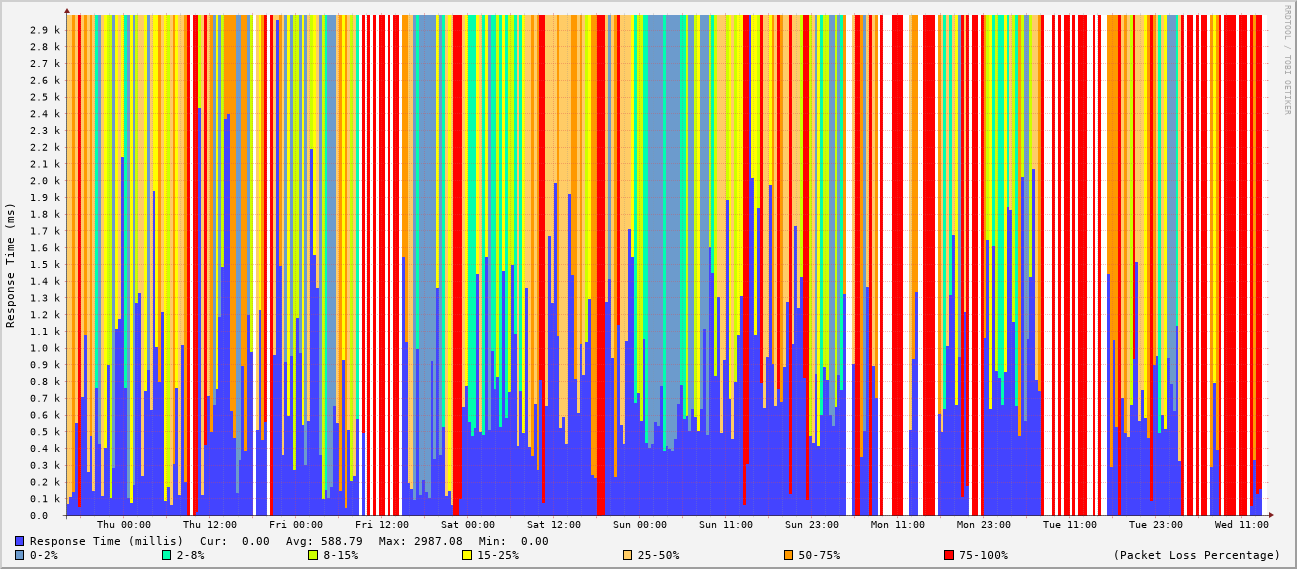 RRDTOOL / TOBI OETIKER
Response Time (ms)
2.9 k
2.8 k
2.7 k
2.6 k
2.5 k
2.4 k
2.3 k
2.2 k
2.1 k
2.0 k
1.9 k
1.8 k
1.7 k
1.6 k
1.5 k
1.4 k
1.3 k
1.2 k
1.1 k
1.0 k
0.9 k
0.8 k
0.7 k
0.6 k
0.5 k
0.4 k
0.3 k
0.2 k
0.1 k
0.0
Thu 00:00 Thu 12:00 Fri 00:00 Fri 12:00 Sat 00:00 Sat 12:00 Sun 00:00 Sun 11:00 Sun 23:00 Mon 11:00 Mon 23:00 Tue 11:00 Tue 23:00 Wed 11:00
Response Time (millis) Cur: 0.00 Avg: 588.79 Max: 2987.08 Min: 0.00
0-2% 2-8% 8-15% 15-25% 25-50% 50-75% 75-100% (Packet Loss Percentage)